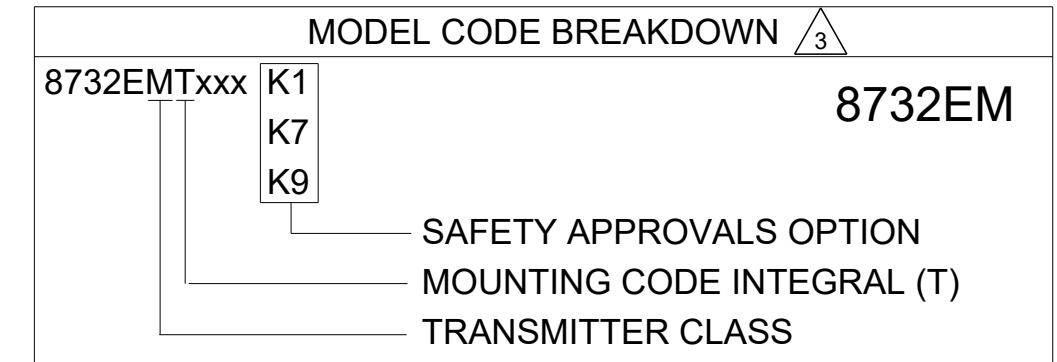 MODEL CODE BREAKDOWN 3
8732EMTxxx K1
8732EM
K7
K9
SAFETY APPROVALS OPTION
MOUNTING CODE INTEGRAL (T)
TRANSMITTER CLASS